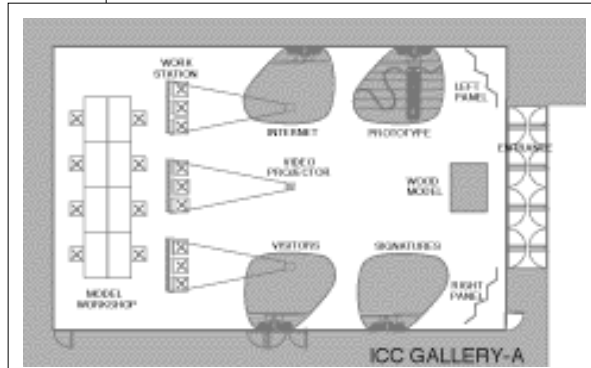 WORK
STATION
INTERNET
PROTOTYPE
LEFT
PANEL
ENTRANCE
VIDEO
PROJECTOR
WOOD
MODEL
VISITORS
SIGNATURES
MODEL
WORKSHOP
RIGHT
PANEL
ICC GALLERY-A